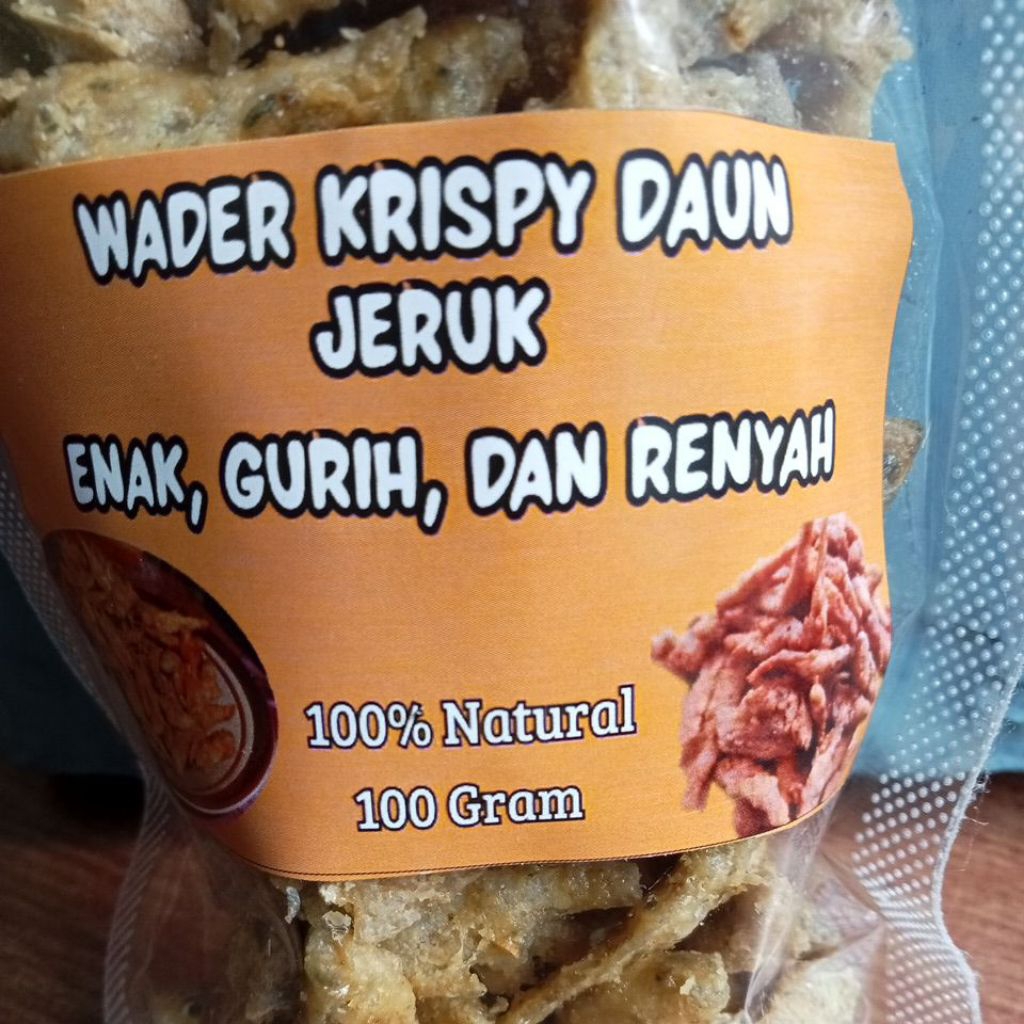 WADER KRISPY DAUN
JERUK
ENAK, GURIH, DAN RENYAH
100% Natural
100 Gram